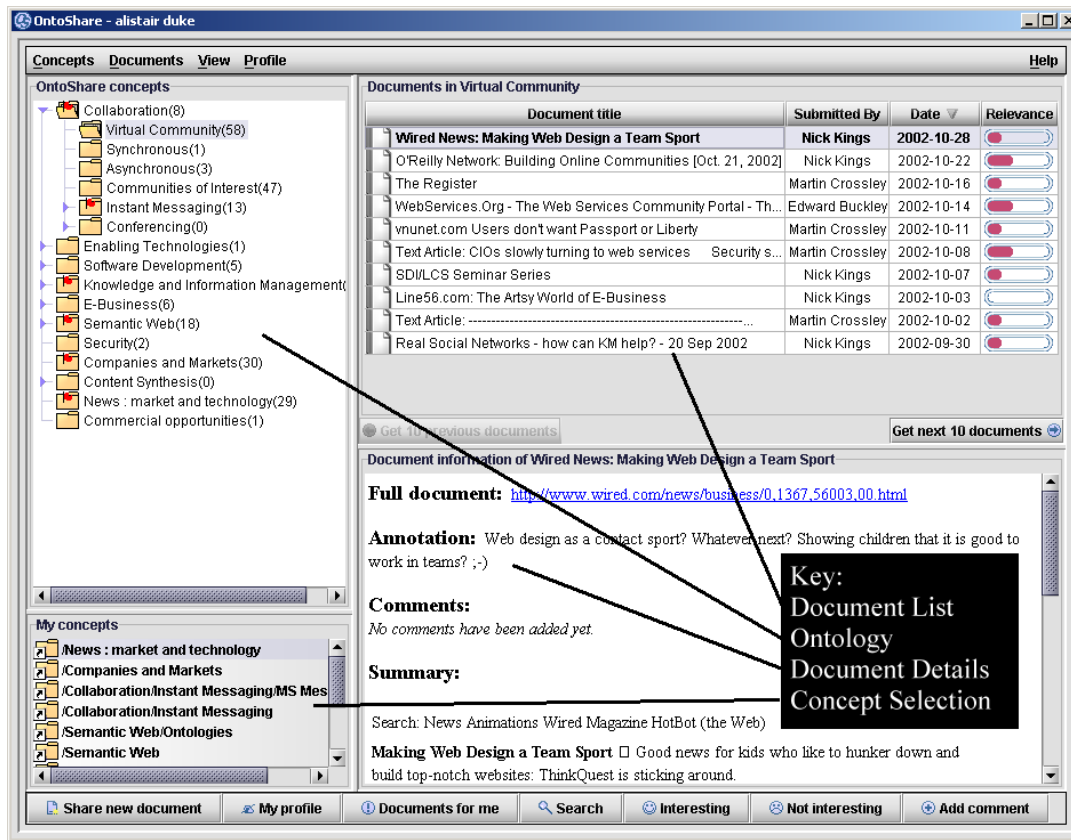 OntoShare - alistair duke
Concepts Documents View Profile Help
OntoShare concepts
Collaboration(8)
Virtual Community(58)
Synchronous(1)
Asynchronous(3)
Communities of Interest(47)
Instant Messaging(13)
Conferencing(0)
Enabling Technologies(1)
Software Development(5)
Knowledge and Information Management(
E-Business(6)
Semantic Web(18)
Security(2)
Companies and Markets(30)
Content Synthesis(0)
News : market and technology(29)
Commercial opportunities(1)
My concepts
/News : market and technology
/Companies and Markets
/Collaboration/Instant Messaging/MS Mes
/Collaboration/Instant Messaging
/Semantic Web/Ontologies
/Semantic Web
Documents in Virtual Community
Document title Submitted By Date Relevance
Wired News: Making Web Design a Team Sport Nick Kings 2002-10-28
O'Reilly Network: Building Online Communities [Oct. 21, 2002] Nick Kings 2002-10-22
The Register Martin Crossley 2002-10-16
WebServices.Org - The Web Services Community Portal - Th... Edward Buckley 2002-10-14
vnunet.com Users don't want Passport or Liberty Martin Crossley 2002-10-11
Text Article: CIOs slowly turning to web services Security s... Martin Crossley 2002-10-08
SDI/LCS Seminar Series Nick Kings 2002-10-07
Line56.com: The Artsy World of E-Business Nick Kings 2002-10-03
Text Article: ------------------------------------------------------------... Martin Crossley 2002-10-02
Real Social Networks - how can KM help? - 20 Sep 2002 Nick Kings 2002-09-30
Get 10 previous documents Get next 10 documents
Document information of Wired News: Making Web Design a Team Sport
Full document: http://www.wired.com/news/business/0,1367,56003,00.html
Annotation: Web design as a contact sport? Whatever next? Showing children that it is good to
work in teams? ;-)
Comments:
No comments have been added yet.
Summary:
Search: News Animations Wired Magazine HotBot (the Web)
Making Web Design a Team Sport □ Good news for kids who like to hunker down and
build top-notch websites: ThinkQuest is sticking around.
Key:
Document List
Ontology
Document Details
Concept Selection
Share new document My profile Documents for me Search Interesting Not interesting Add comment